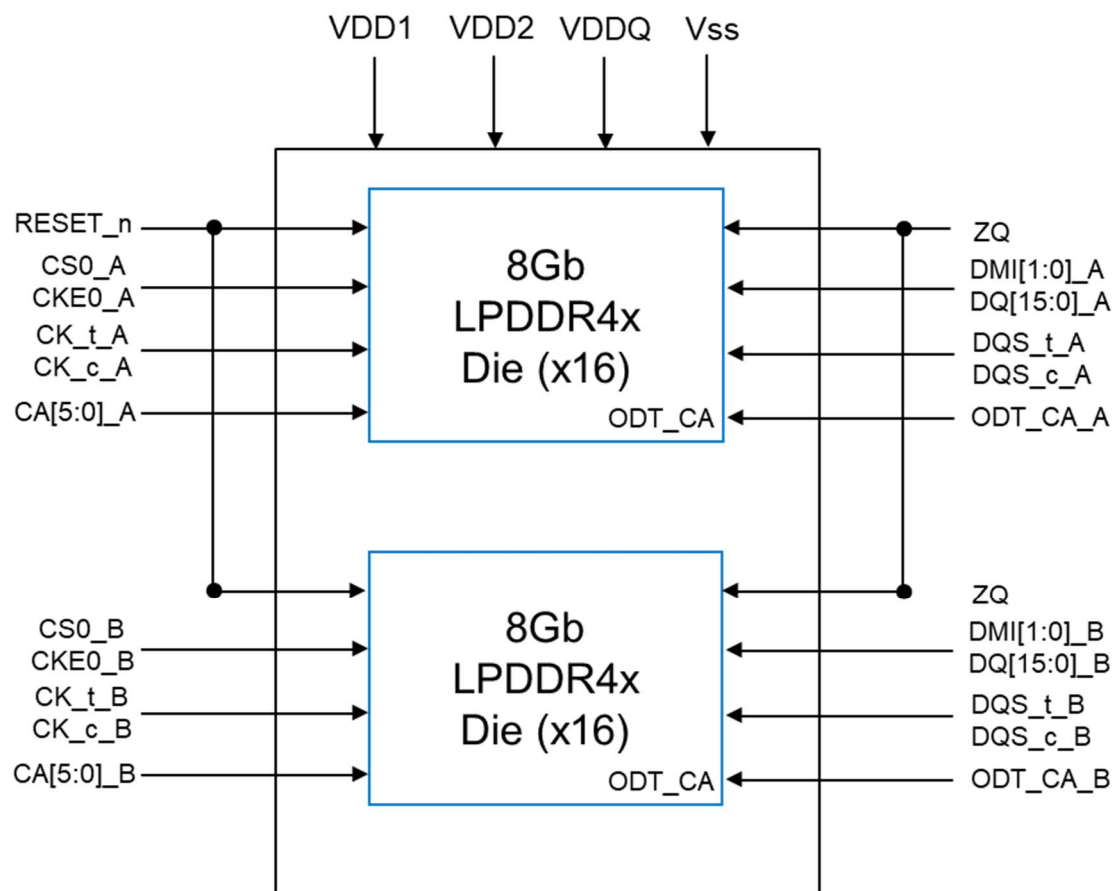 VDD1 VDD2 VDDQ Vss
RESET_n
CS0_A
CKE0_A
CK_t_A
CK_c_A
CA[5:0]_A
8Gb
LPDDR4x
Die (x16)
ODT_CA
ZQ
DMI[1:0]_A
DQ[15:0]_A
DQS_t_A
DQS_c_A
ODT_CA_A
CS0_B
CKE0_B
CK_t_B
CK_c_B
CA[5:0]_B
8Gb
LPDDR4x
Die (x16)
ODT_CA
ZQ
DMI[1:0]_B
DQ[15:0]_B
DQS_t_B
DQS_c_B
ODT_CA_B